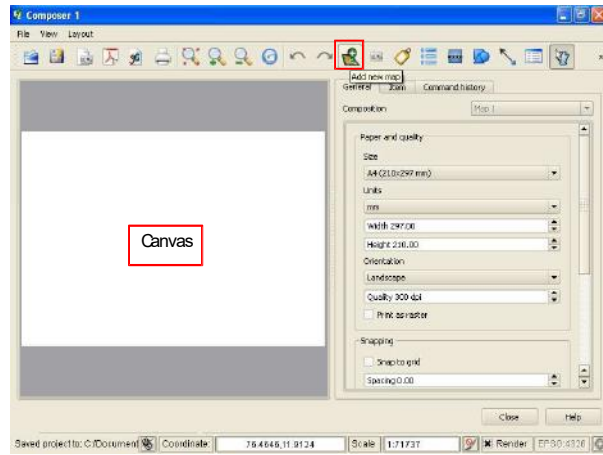 Composer 1
File View Layout
Add new map
General Item Command history
Composition Map 1
Paper and quality
Size
A4 (210x297 mm)
Units
mm
Width 297.00
Height 210.00
Orientation
Landscape
Quality 300 dpi
Print as raster
Snapping
Snap to grid
Spacing 0.00
Canvas
Close Help
Saved project to: C:/Document Coordinate: 76.4646,11.9124 Scale 1:71737 Render EPSG:4326